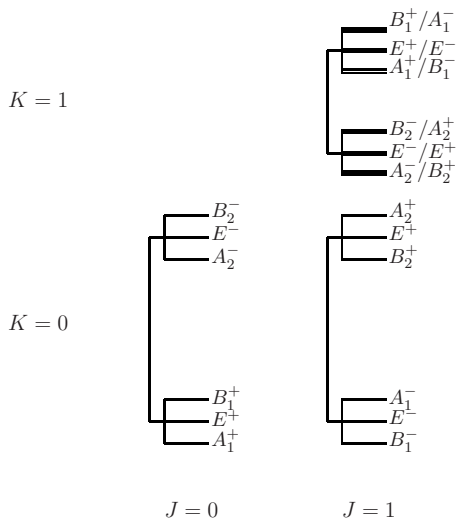 $B_1^+/A_1^-$
$E^+/E^-$
$A_1^+/B_1^-$
$K = 1$
$B_2^-/A_2^+$
$E^-/E^+$
$A_2^-/B_2^+$
$B_2^-$ $A_2^+$
$E^-$ $E^+$
$A_2^-$ $B_2^+$
$K = 0$
$B_1^+$ $A_1^-$
$E^+$ $E^-$
$A_1^+$ $B_1^-$
$J = 0$ $J = 1$